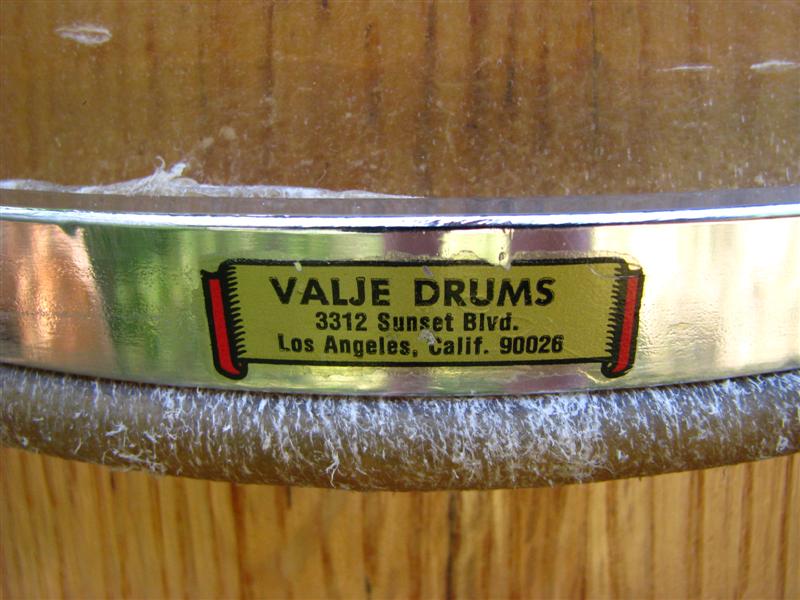 VALJE DRUMS
3312 Sunset Blvd.
Los Angeles, Calif. 90026